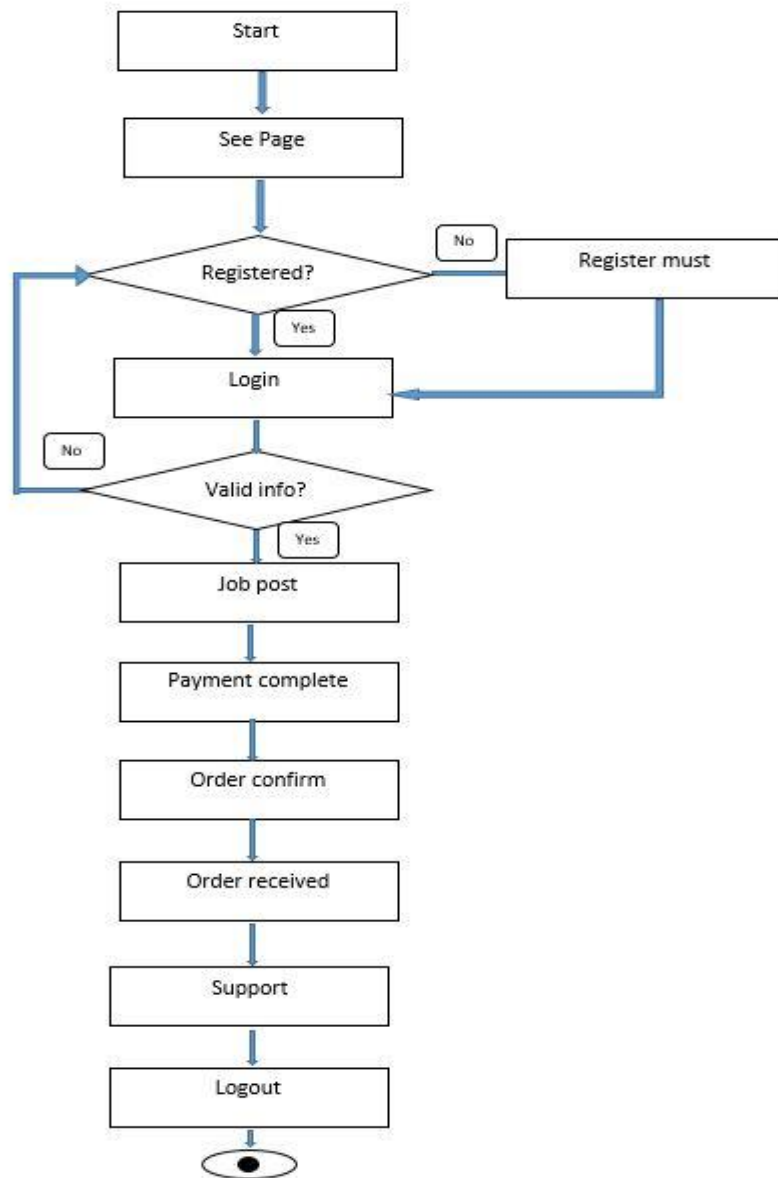 Start
See Page
Registered?
No
Register must
Yes
Login
No
Valid info?
Yes
Job post
Payment complete
Order confirm
Order received
Support
Logout